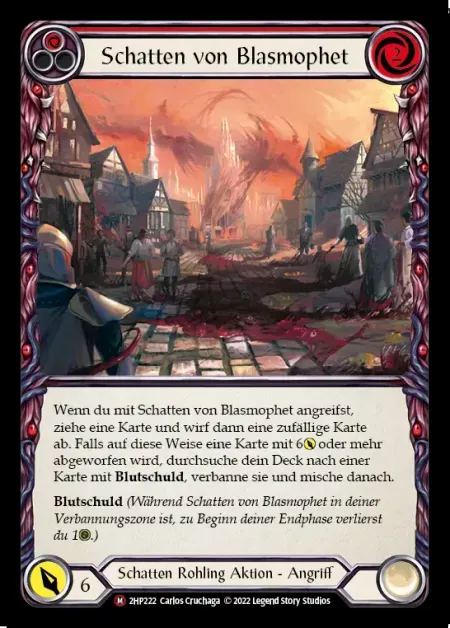 Schatten von Blasmophet
2
Wenn du mit Schatten von Blasmophet angreifst,
ziehe eine Karte und wirf dann eine zufällige Karte
ab. Falls auf diese Weise eine Karte mit 6 oder mehr
abgeworfen wird, durchsuche dein Deck nach einer
Karte mit Blutschuld, verbanne sie und mische danach.
Blutschuld (Während Schatten von Blasmophet in deiner
Verbannungszone ist, zu Beginn deiner Endphase verlierst
du 1.)
6
Schatten Rohling Aktion - Angriff
M 2HP222 Carlos Cruchaga © 2022 Legend Story Studios